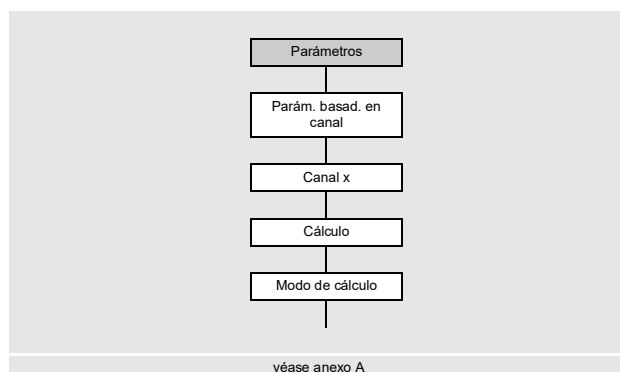 Parámetros
Parám. basad. en
canal
Canal x
Cálculo
Modo de cálculo
véase anexo A